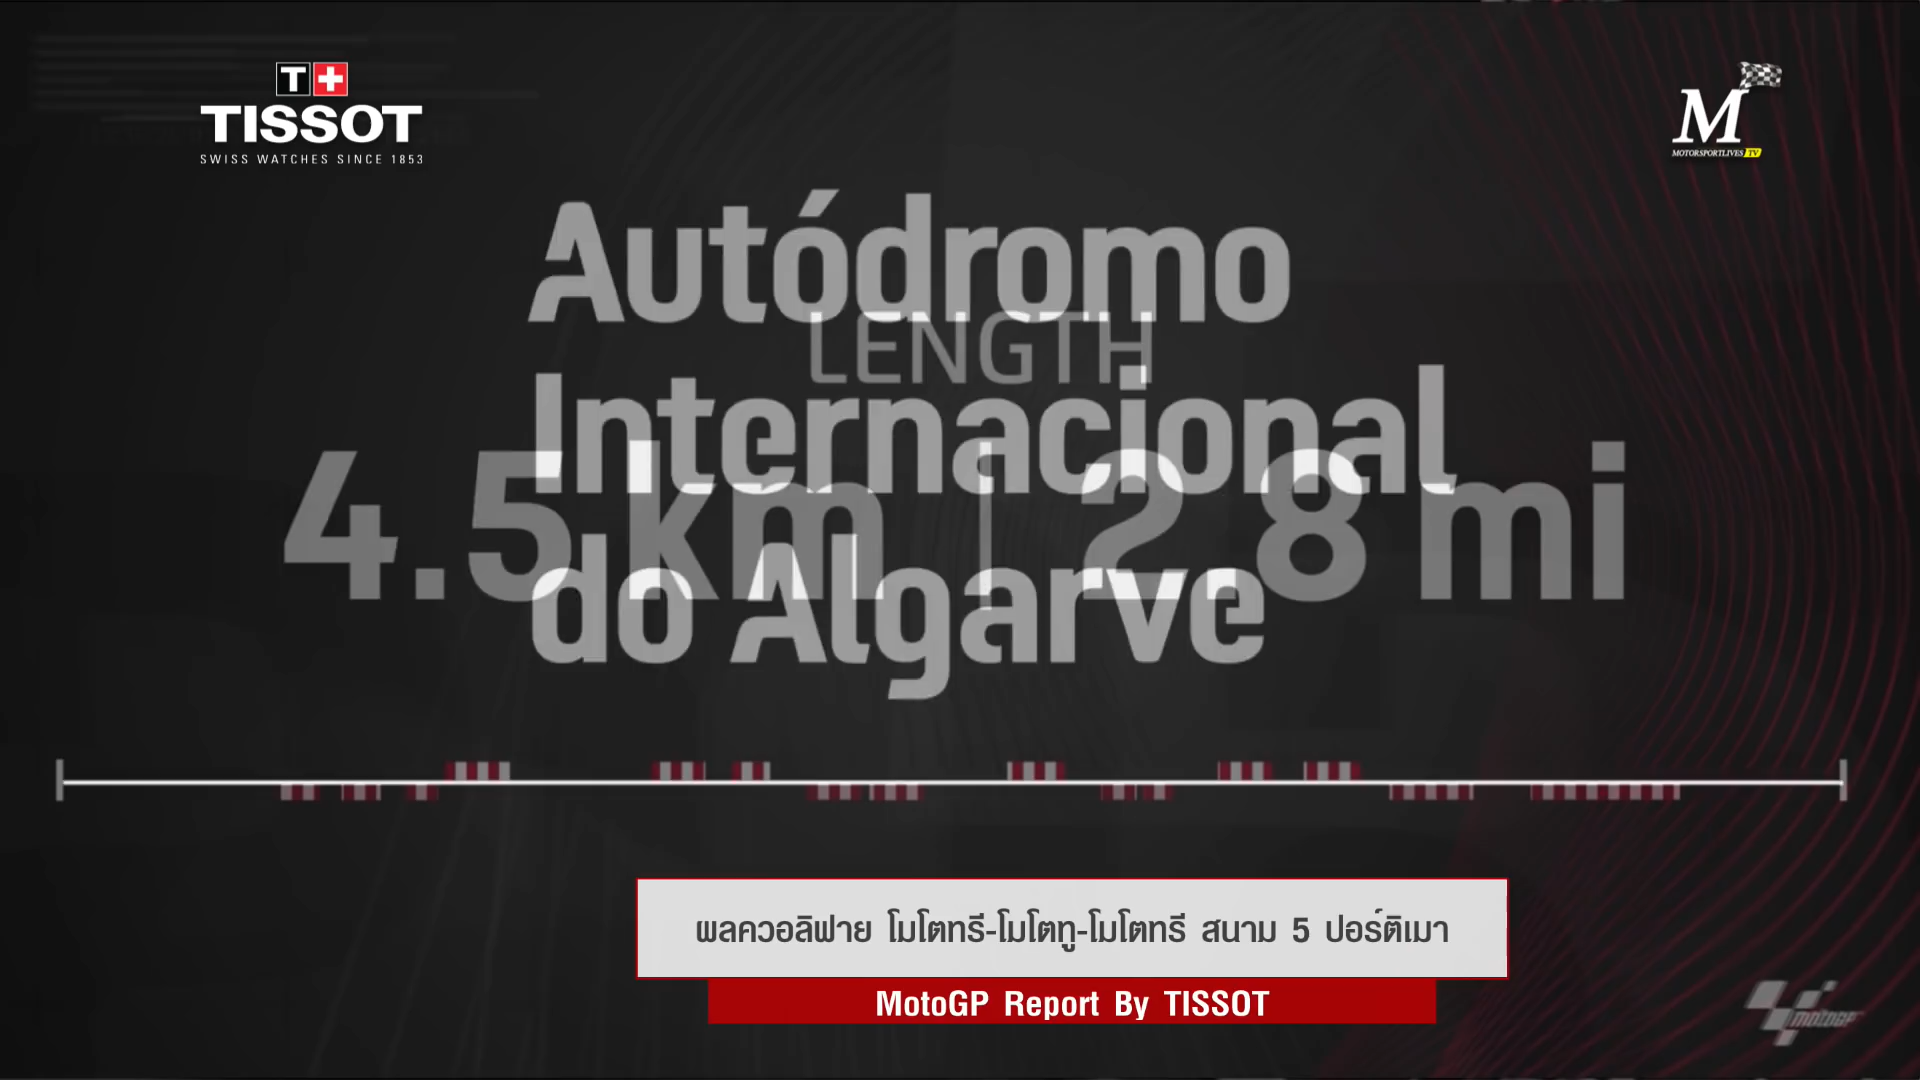 T+
TISSOT
SWISS WATCHES SINCE 1853
M
MOTORSPORTLIVES TV
Autódromo
Internacional
do Algarve
LENGTH
4.5 km | 2.8 mi
ผลควอลิฟาย โมโตทรี-โมโตทู-โมโตทรี สนาม 5 ปอร์ติเมา
MotoGP Report By TISSOT
MotoGP